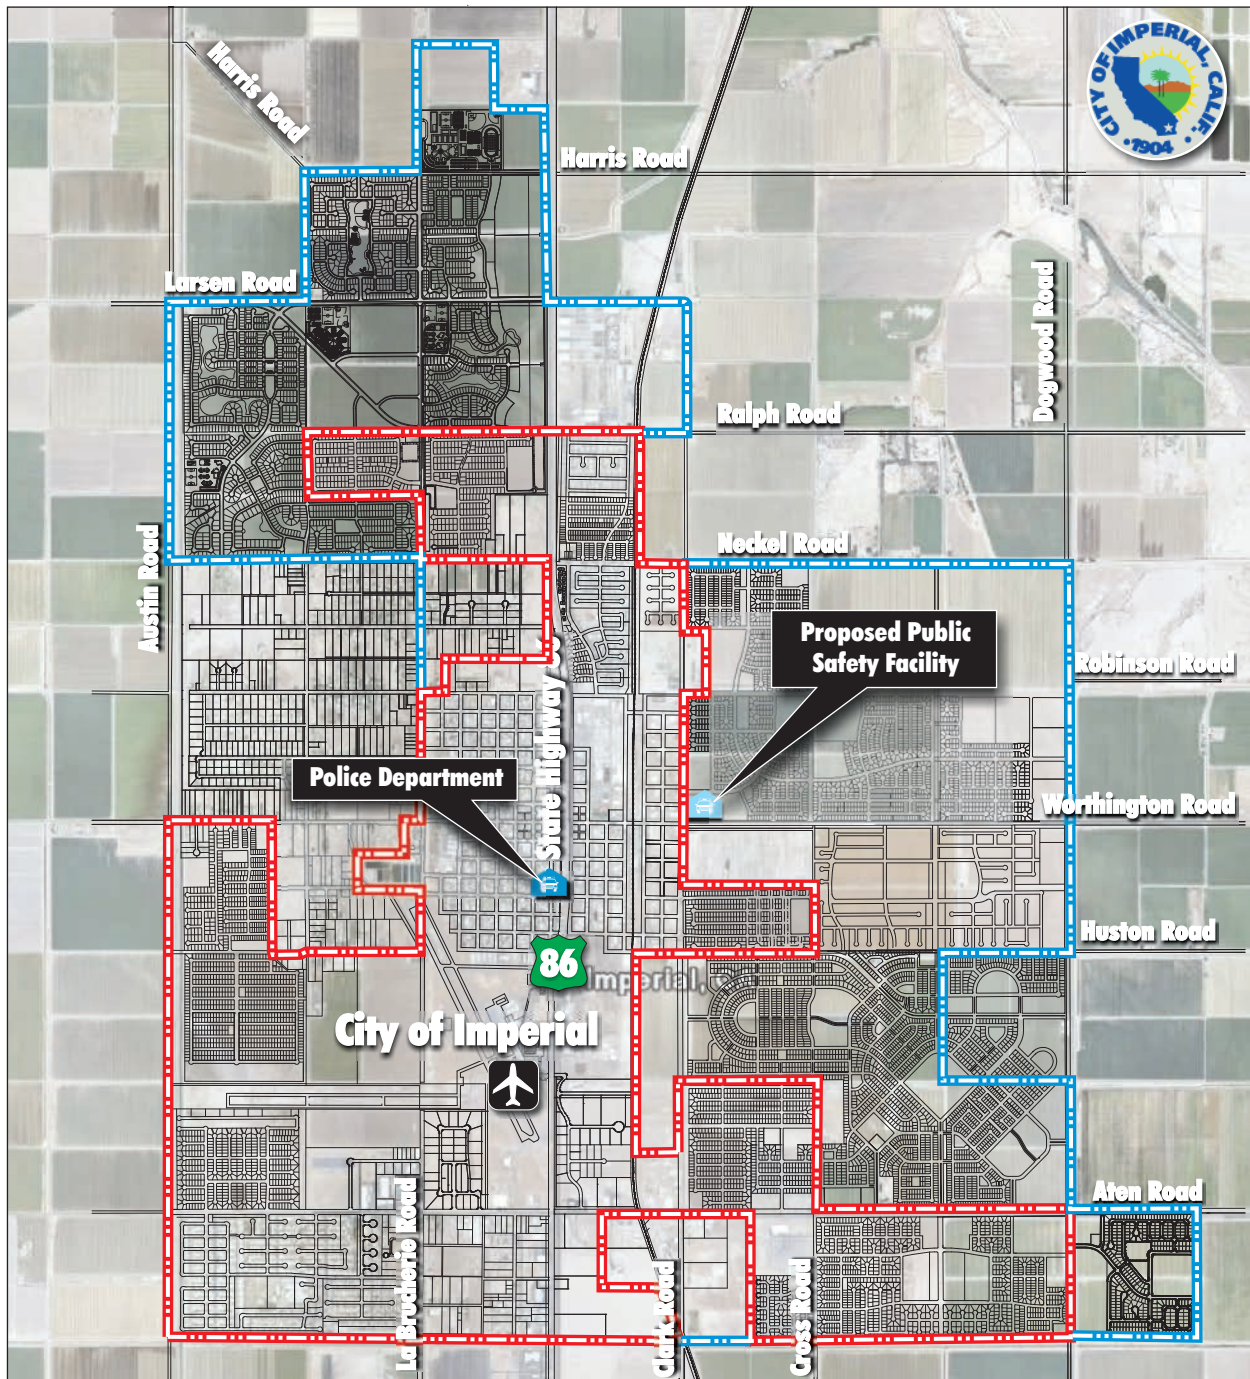 CITY OF IMPERIAL, CALIF.
1904
Harris Road
Harris Road
Larsen Road
Dogwood Road
Ralph Road
Neckel Road
Austin Road
Proposed Public
Safety Facility
Robinson Road
State Highway 86
Police Department
Worthington Road
Huston Road
86
Imperial,
City of Imperial
Aten Road
La Brucherie Road
Clark Road
Cross Road